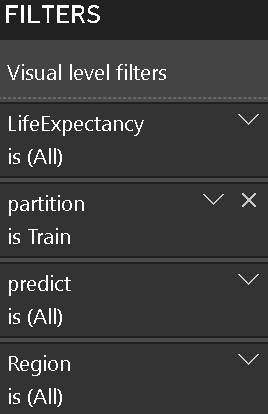 FILTERS
Visual level filters
LifeExpectancy
is (All)
partition
is Train
predict
is (All)
Region
is (All)